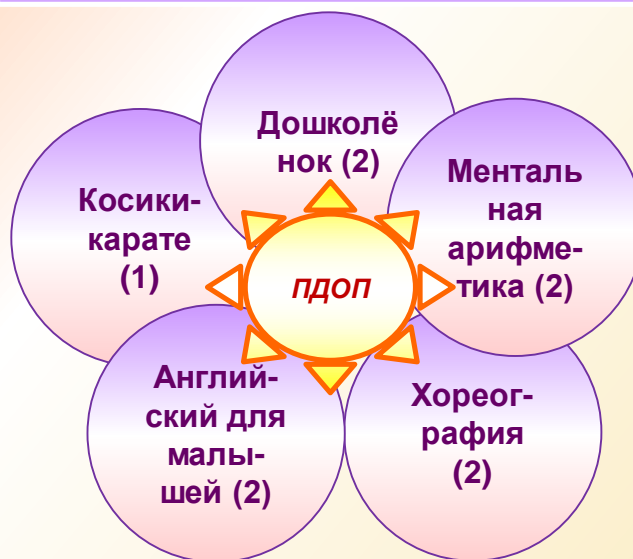 Дошколё
нок (2)
Менталь
ная
арифме-
тика (2)
Косики-
карате
(1)
ПДОП
Англий-
ский для
малы-
шей (2)
Хореог-
рафия
(2)